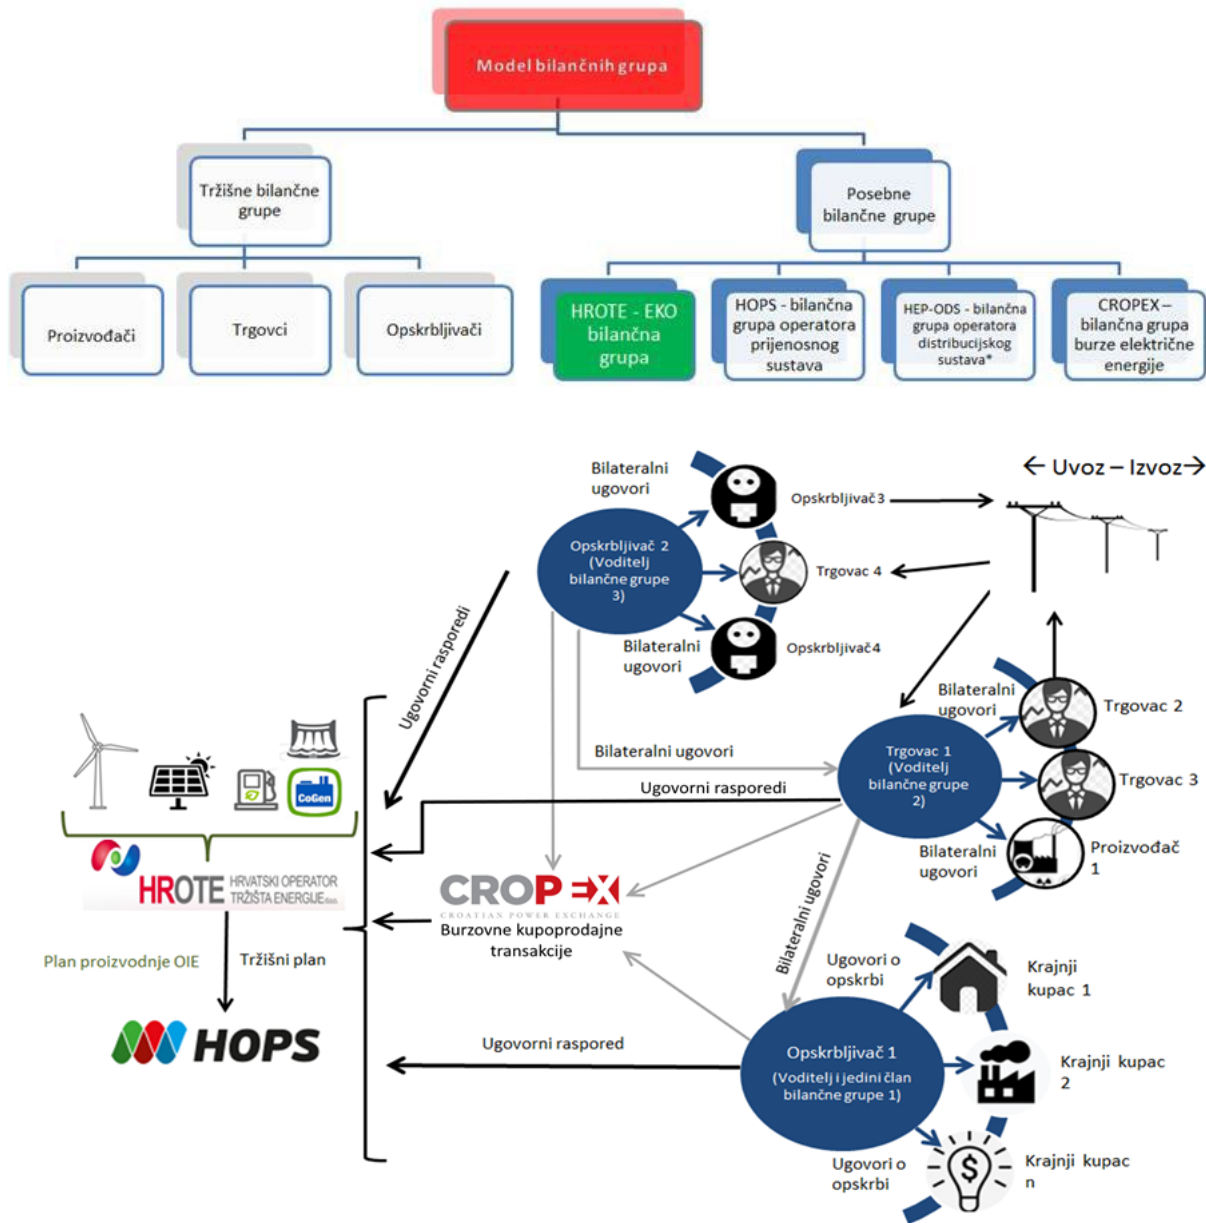 Model bilančnih grupa
Tržišne bilančne
grupe
Posebne
bilančne grupe
Proizvođači
Trgovci
Opskrbljivači
HROTE - EKO
bilančna
grupa
HOPS - bilančna
grupa operatora
prijenosnog
sustava
HEP-ODS - bilančna
grupa operatora
distribucijskog
sustava*
CROPEX –
bilančna grupa
burze električne
energije
Bilateralni
ugovori
← Uvoz – Izvoz→
Opskrbljivač3
Opskrbljivač 2
(Voditelj
bilančne grupe
3)
Trgovac 4
Bilateralni
ugovori
Opskrbljivač4
Ugovorni rasporedi
Bilateralni
ugovori
Trgovac 2
Bilateralni ugovori
Trgovac 1
(Voditelj
bilančne grupe
2)
Trgovac 3
Ugovorni rasporedi
CoGen
Bilateralni
ugovori
Proizvođač
1
HROTE
HRVATSKI OPERATOR
TRŽIŠTA ENERGIJE d.o.o.
CROPEX
CROATIAN POWER EXCHANGE
Burzovne kupoprodajne
transakcije
Bilateralni ugovori
Plan proizvodnje OIE
Tržišni plan
Ugovori o
opskrbi
Krajnji
kupac 1
HOPS
Ugovorni raspored
Opskrbljivač 1
(Voditelj i jedini član
bilančne grupe 1)
Krajnji kupac
2
Ugovori o
opskrbi
$
Krajnji kupac
n